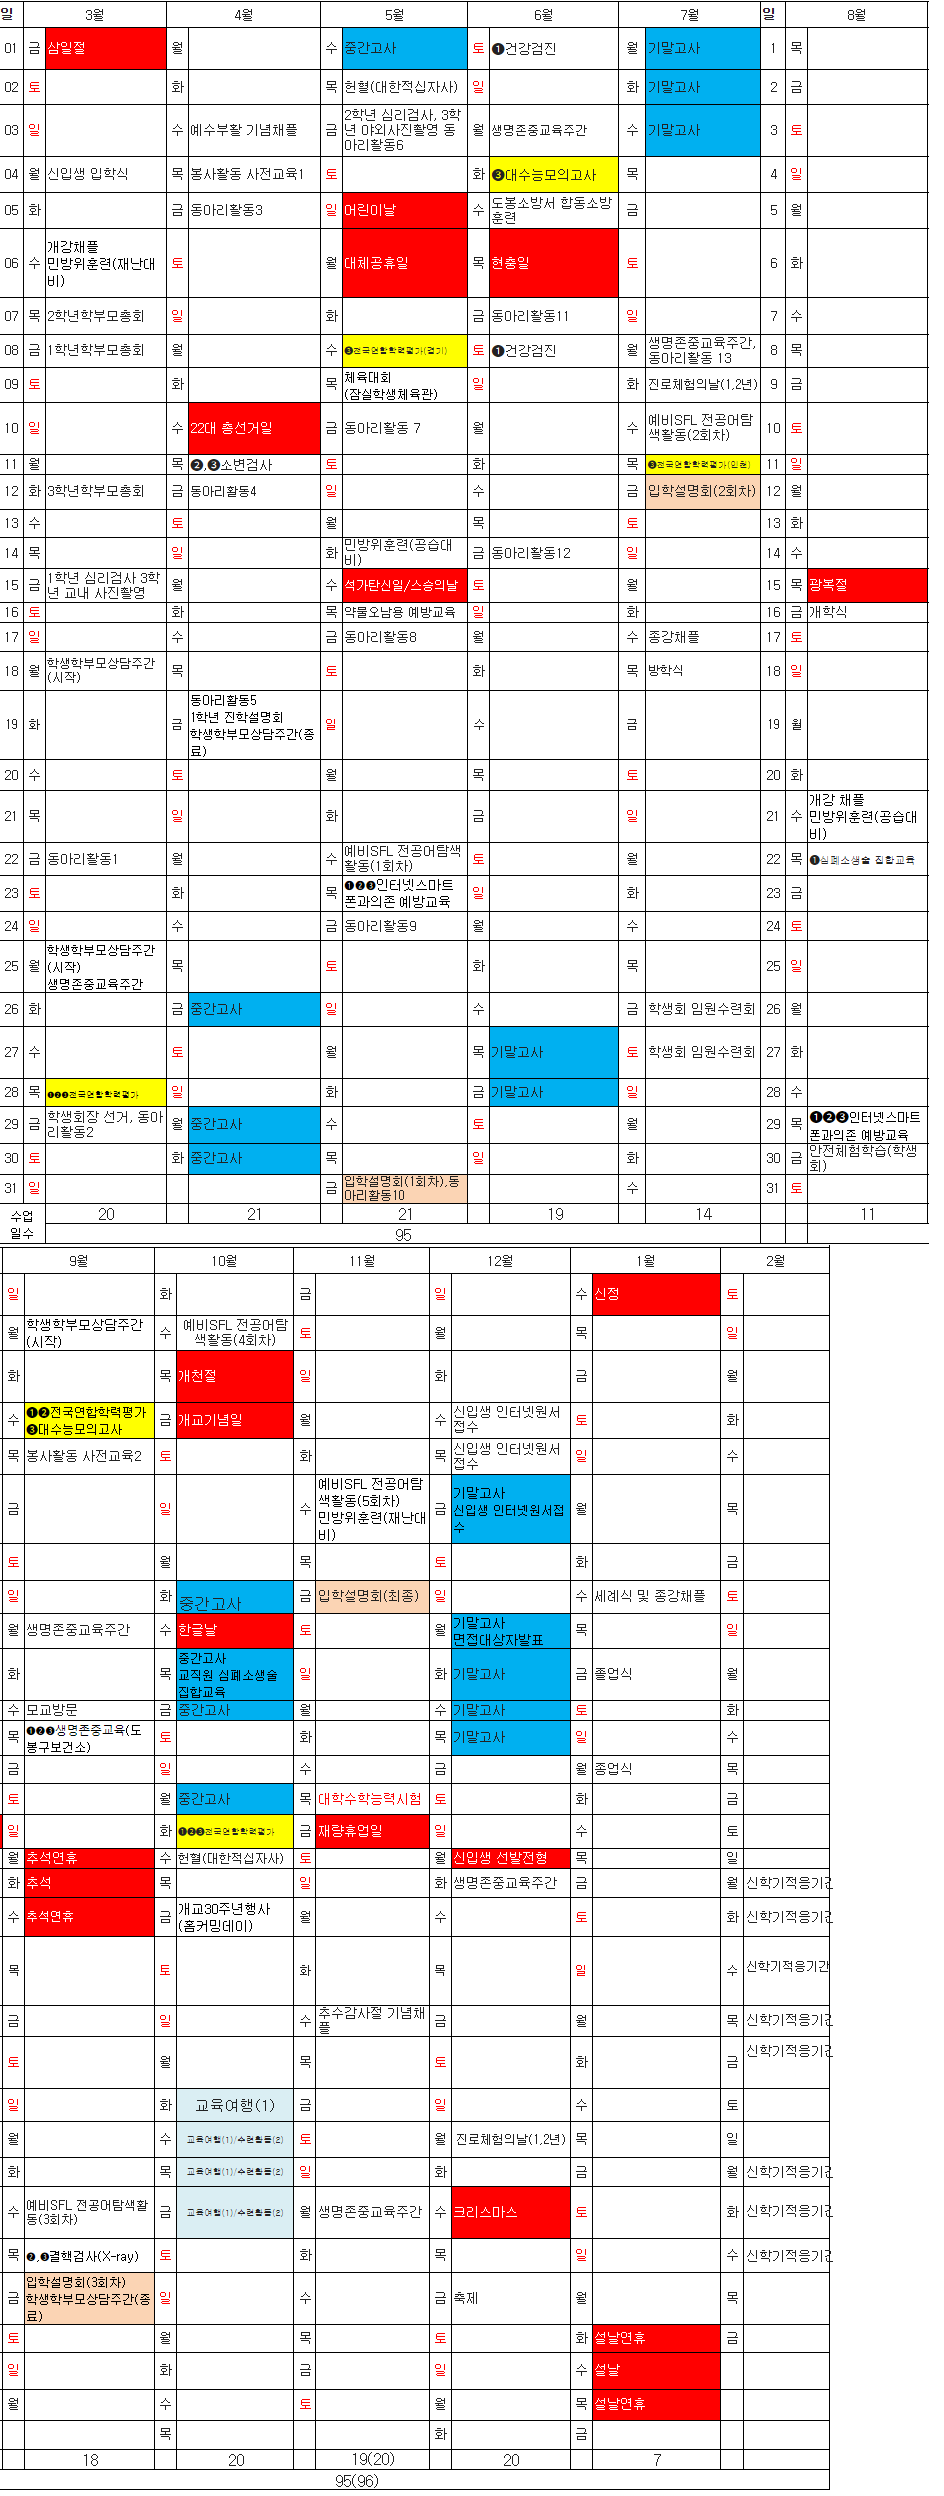 일 3월 4월 5월 6월 7월 일 8월
01 금 삼일절 월 수 중간고사 토 ❶건강검진 월 기말고사 1 목
02 토 화 목 헌혈(대한적십자사) 일 화 기말고사 2 금
03 일 수 예수부활 기념채플 금 2학년 심리검사, 3학
년 야외사진촬영 동
아리활동6 월 생명존중교육주간 수 기말고사 3 토
04 월 신입생 입학식 목 봉사활동 사전교육1 토 화 ❸대수능모의고사 목 4 일
05 화 금 동아리활동3 일 어린이날 수 도봉소방서 합동소방
훈련 금 5 월
06 수 개강채플
민방위훈련(재난대
비) 토 월 대체공휴일 목 현충일 토 6 화
07 목 2학년학부모총회 일 화 금 동아리활동11 일 7 수
08 금 1학년학부모총회 월 수 ❸전국연합학력평가(경기) 토 ❶건강검진 월 생명존중교육주간,
동아리활동 13 8 목
09 토 화 목 체육대회
(잠실학생체육관) 일 화 진로체험의날(1,2년) 9 금
10 일 수 22대 총선거일 금 동아리활동 7 월 수 예비SFL 전공어탐
색활동(2회차) 10 토
11 월 목 ❷,❸소변검사 토 화 목 ❸전국연합학력평가(인천) 11 일
12 화 3학년학부모총회 금 동아리활동4 일 수 금 입학설명회(2회차) 12 월
13 수 토 월 목 토 13 화
14 목 일 화 민방위훈련(공습대
비) 금 동아리활동12 일 14 수
15 금 1학년 심리검사 3학
년 교내 사진촬영 월 수 석가탄신일/스승의날 토 월 15 목 광복절
16 토 화 목 약물오남용 예방교육 일 화 16 금 개학식
17 일 수 금 동아리활동8 월 수 종강채플 17 토
18 월 학생학부모상담주간
(시작) 목 토 화 목 방학식 18 일
19 화 금 동아리활동5
1학년 진학설명회
학생학부모상담주간(종
료) 일 수 금 19 월
20 수 토 월 목 토 20 화
21 목 일 화 금 일 21 수 개강 채플
민방위훈련(공습대
비)
22 금 동아리활동1 월 수 예비SFL 전공어탐색
활동(1회차) 토 월 22 목 ❶심폐소생술 집합교육
23 토 화 목 ❶❷❸인터넷스마트
폰과의존 예방교육 일 화 23 금
24 일 수 금 동아리활동9 월 수 24 토
25 월 학생학부모상담주간
(시작)
생명존중교육주간 목 토 화 목 25 일
26 화 금 중간고사 일 수 금 학생회 임원수련회 26 월
27 수 토 월 목 기말고사 토 학생회 임원수련회 27 화
28 목 ❶❷❸전국연합학력평가 일 화 금 기말고사 일 28 수
29 금 학생회장 선거, 동아
리활동2 월 중간고사 수 토 월 29 목 ❶❷❸인터넷스마트
폰과의존 예방교육
30 토 화 중간고사 목 일 화 30 금 안전체험학습(학생
회)
31 일 금 입학설명회(1회차),동
아리활동10 수 31 토
수업
일수 20 21 21 19 14 11
95
9월 10월 11월 12월 1월 2월
일 화 금 일 수 신정 토
월 학생학부모상담주간
(시작) 수 예비SFL 전공어탐
색활동(4회차) 토 월 목 일
화 목 개천절 일 화 금 월
수 ❶❷전국연합학력평가
❸대수능모의고사 금 개교기념일 월 수 신입생 인터넷원서
접수 토 화
목 봉사활동 사전교육2 토 화 목 신입생 인터넷원서
접수 일 수
금 일 수 예비SFL 전공어탐
색활동(5회차)
민방위훈련(재난대
비) 금 기말고사
신입생 인터넷원서접
수 월 목
토 월 목 토 화 금
일 화 중간고사 금 입학설명회(최종) 일 수 세례식 및 종강채플 토
월 생명존중교육주간 수 한글날 토 월 기말고사
면접대상자발표 목 일
화 목 중간고사
교직원 심폐소생술
집합교육 일 화 기말고사 금 졸업식 월
수 모교방문 금 중간고사 월 수 기말고사 토 화
목 ❶❷❸생명존중교육(도
봉구보건소) 토 화 목 기말고사 일 수
금 일 수 금 월 종업식 목
토 월 중간고사 목 대학수학능력시험 토 화 금
일 화 ❶❷❸전국연합학력평가 금 재량휴업일 일 수 토
월 추석연휴 수 헌혈(대한적십자사) 토 월 신입생 선발전형 목 일
화 추석 목 일 화 생명존중교육주간 금 월 신학기적응기간
수 추석연휴 금 개교30주년행사
(홈커밍데이) 월 수 토 화 신학기적응기간
목 토 화 목 일 수 신학기적응기간
금 일 수 추수감사절 기념채
플 금 월 목 신학기적응기간
토 월 목 토 화 금 신학기적응기간
일 화 교육여행(1) 금 일 수 토
월 수 교육여행(1)/수련활동(2) 토 월 진로체험의날(1,2년) 목 일
화 목 교육여행(1)/수련활동(2) 일 화 금 월 신학기적응기간
수 예비SFL 전공어탐색활
동(3회차) 금 교육여행(1)/수련활동(2) 월 생명존중교육주간 수 크리스마스 토 화 신학기적응기간
목 ❷,❸결핵검사(X-ray) 토 화 목 일 수 신학기적응기간
금 입학설명회(3회차)
학생학부모상담주간(종
료) 일 수 금 축제 월 목
토 월 목 토 화 설날연휴 금
일 화 금 일 수 설날
월 수 토 월 목 설날연휴
목 화 금
18 20 19(20) 20 7
95(96)